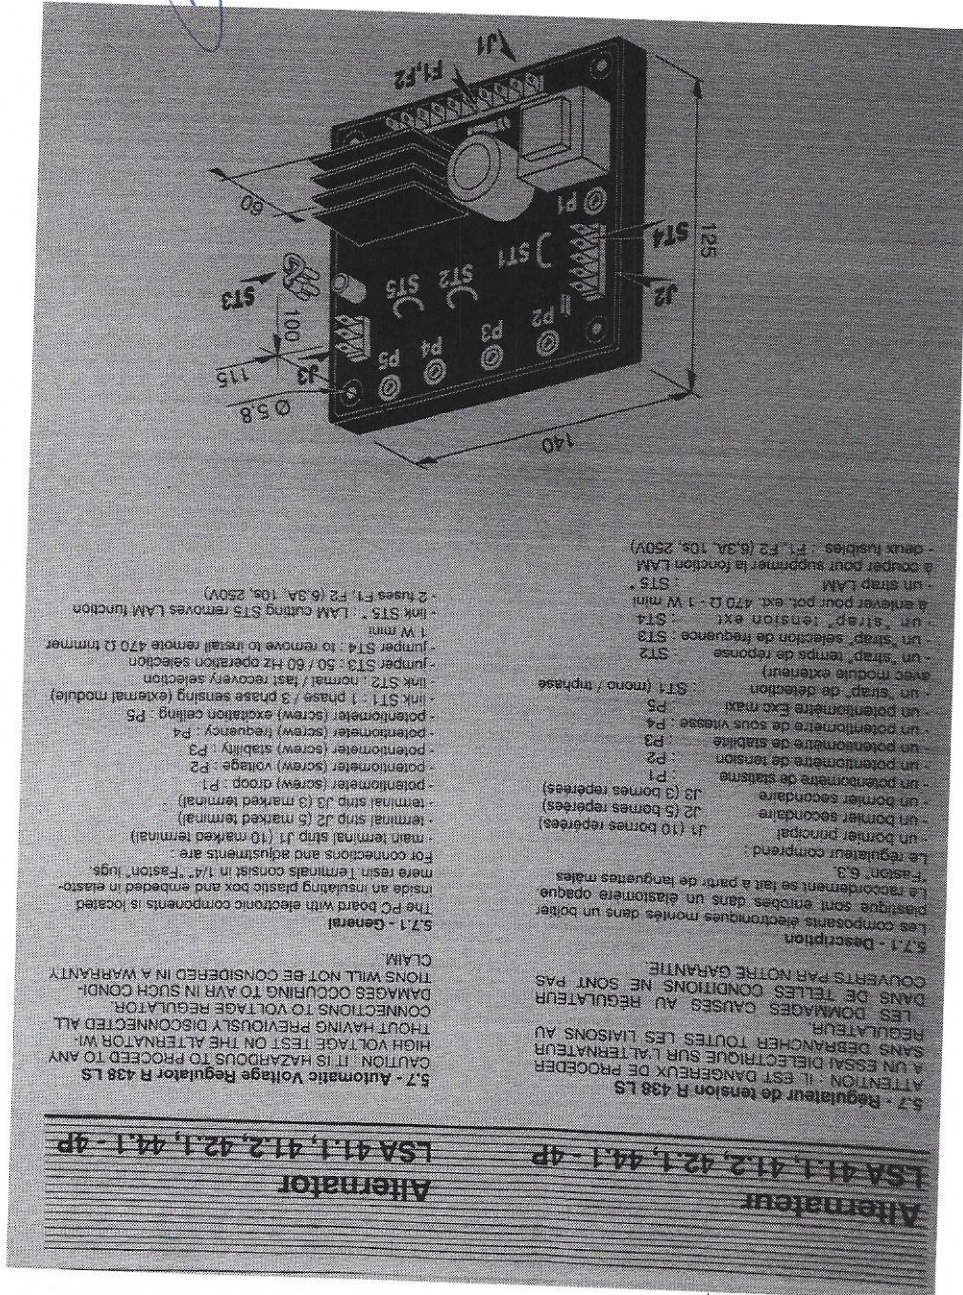 Alternateur
LSA 41.1, 41.2, 42.1, 44.1 - 4P
5.7 - Régulateur de tension R 438 LS
ATTENTION : IL EST DANGEREUX DE PROCEDER
A UN ESSAI DIELECTRIQUE SUR L'ALTERNATEUR
SANS DEBRANCHER TOUTES LES LIAISONS AU
REGULATEUR.
LES DOMMAGES CAUSÉS AU RÉGULATEUR
DANS DE TELLES CONDITIONS NE SONT PAS
COUVERTS PAR NOTRE GARANTIE.
5.7.1 - Description
Les composants électroniques montés dans un boîtier
plastique sont enrobés dans un élastomère opaque.
Le raccordement se fait à partir de languettes mâles
"Faston" 6.3.
Le régulateur comprend :
- un bornier principal J1 (10 bornes repérées)
- un bornier secondaire J2 (5 bornes repérées)
- un bornier secondaire J3 (3 bornes repérées)
- un potentiomètre de statisme : P1
- un potentiomètre de tension : P2
- un potentiomètre de stabilité : P3
- un potentiomètre de sous vitesse : P4
- un potentiomètre Exc maxi : P5
- un "strap" de détection : ST1 (mono / triphasé
avec module extérieur)
- un "strap" temps de réponse : ST2
- un "strap" sélection de fréquence : ST3
- un "strap" tension ext : ST4
à enlever pour pot. ext. 470 Ω - 1 W mini
- un strap LAM : ST5 *
à couper pour supprimer la fonction LAM
- deux fusibles : F1, F2 (6,3A, 10s, 250V)
Alternator
LSA 41.1, 41.2, 42.1, 44.1 - 4P
5.7 - Automatic Voltage Regulator R 438 LS
CAUTION : IT IS HAZARDOUS TO PROCEED TO ANY
HIGH VOLTAGE TEST ON THE ALTERNATOR WI-
THOUT HAVING PREVIOUSLY DISCONNECTED ALL
CONNECTIONS TO VOLTAGE REGULATOR.
DAMAGES OCCURING TO AVR IN SUCH CONDI-
TIONS WILL NOT BE CONSIDERED IN A WARRANTY
CLAIM.
5.7.1 - General
The PC board with electronic components is located
inside an insulating plastic box and embeded in elasto-
mere resin Terminals consist in 1/4" "Faston" lugs.
For connections and adjustments are :
- main terminal strip J1 (10 marked terminal)
- terminal strip J2 (5 marked terminal)
- terminal strip J3 (3 marked terminal)
- potentiometer (screw) droop : P1
- potentiometer (screw) voltage : P2
- potentiometer (screw) stability : P3
- potentiometer (screw) frequency : P4
- potentiometer (screw) excitation ceiling : P5
- link ST1 : 1 phase / 3 phase sensing (external module)
- link ST2 : normal / fast recovery selection
- jumper ST3 : 50 / 60 Hz operation selection
- jumper ST4 : to remove to install remote 470 Ω trimmer
1 W mini
- link ST5 * : LAM cutting ST5 removes LAM function
- 2 fuses F1, F2 (6.3A, 10s, 250V)
140
Ø 5.8
115
100
J3
P5
P4
P3
P2
J2
ST3
ST5
ST2
ST1
ST4
125
60
P1
F1,F2
J1